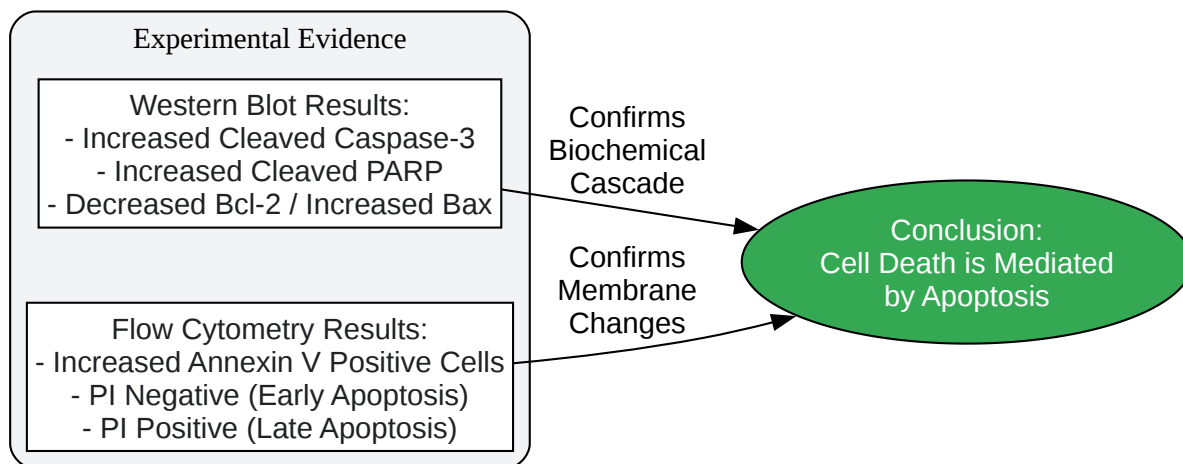 Experimental Evidence
Western Blot Results:
- Increased Cleaved Caspase-3
- Increased Cleaved PARP
- Decreased Bcl-2 / Increased Bax
Confirms
Biochemical
Cascade
Flow Cytometry Results:
- Increased Annexin V Positive Cells
- PI Negative (Early Apoptosis)
- PI Positive (Late Apoptosis)
Confirms
Membrane
Changes
Conclusion:
Cell Death is Mediated
by Apoptosis